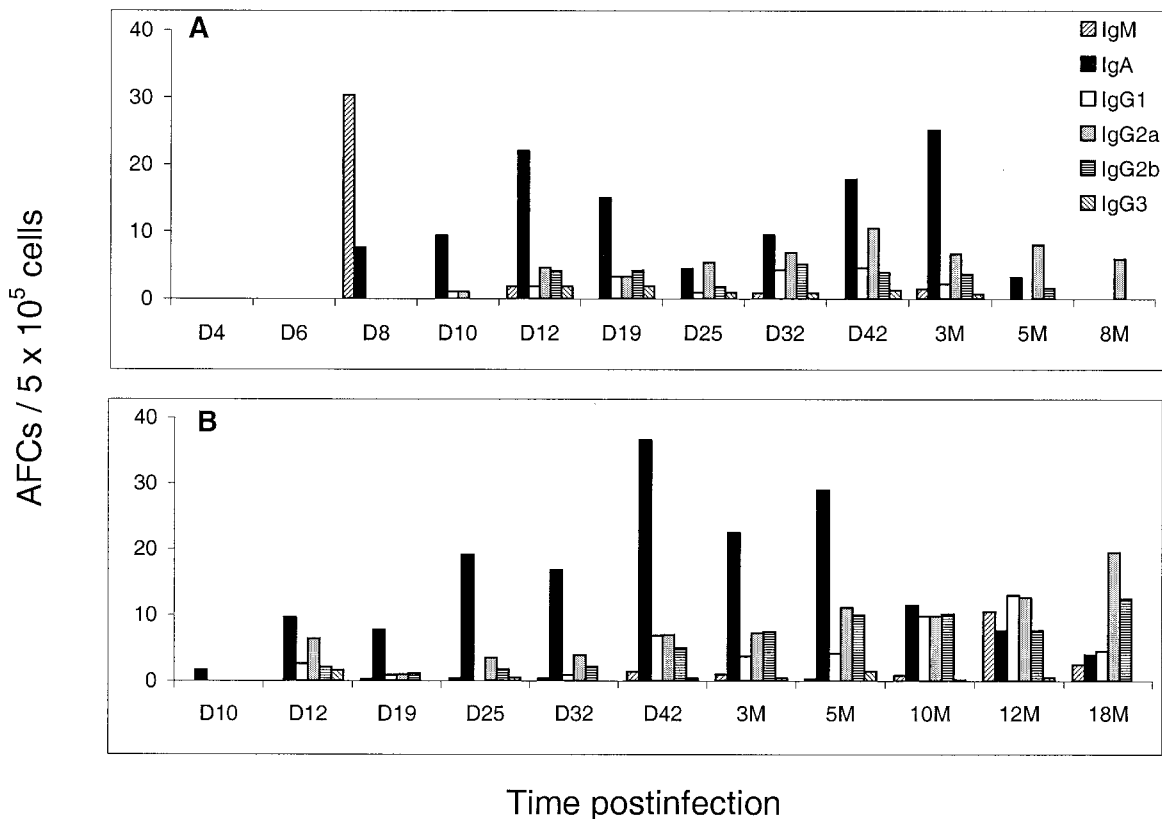 A
40
30
20
10
0
D4 D6 D8 D10 D12 D19 D25 D32 D42 3M 5M 8M
IgM
IgA
IgG1
IgG2a
IgG2b
IgG3
AFCs / 5 x 10⁵ cells
B
40
30
20
10
0
D10 D12 D19 D25 D32 D42 3M 5M 10M 12M 18M
Time postinfection